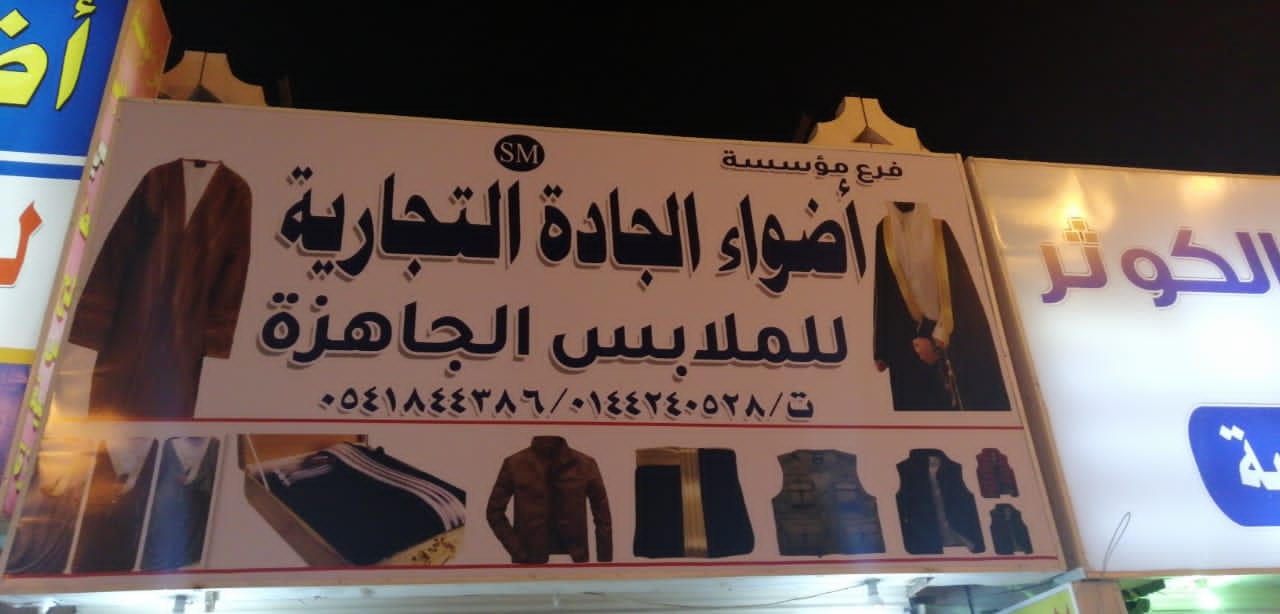 SM
فرع مؤسسة
أضواء الجادة التجارية
للملابس الجاهزة
ت/٠١٤٤٢٤٠٥٢٨/٠٥٤١٨٤٤٣٨٦
الكوثر